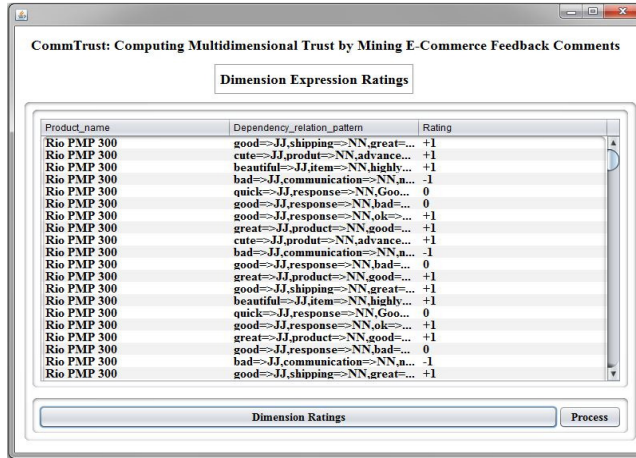 CommTrust: Computing Multidimensional Trust by Mining E-Commerce Feedback Comments
Dimension Expression Ratings
Product_name Dependency_relation_pattern Rating
Rio PMP 300 good=>JJ,shipping=>NN,great=... +1
Rio PMP 300 cute=>JJ,produt=>NN,advance... +1
Rio PMP 300 beautiful=>JJ,item=>NN,highly... +1
Rio PMP 300 bad=>JJ,communication=>NN,n... -1
Rio PMP 300 quick=>JJ,response=>NN,Goo... 0
Rio PMP 300 good=>JJ,response=>NN,bad=... 0
Rio PMP 300 good=>JJ,response=>NN,ok=>... +1
Rio PMP 300 great=>JJ,product=>NN,good=... +1
Rio PMP 300 cute=>JJ,produt=>NN,advance... +1
Rio PMP 300 bad=>JJ,communication=>NN,n... -1
Rio PMP 300 good=>JJ,response=>NN,bad=... 0
Rio PMP 300 great=>JJ,product=>NN,good=... +1
Rio PMP 300 good=>JJ,shipping=>NN,great=... +1
Rio PMP 300 beautiful=>JJ,item=>NN,highly... +1
Rio PMP 300 quick=>JJ,response=>NN,Goo... 0
Rio PMP 300 good=>JJ,response=>NN,ok=>... +1
Rio PMP 300 great=>JJ,product=>NN,good=... +1
Rio PMP 300 good=>JJ,response=>NN,bad=... 0
Rio PMP 300 bad=>JJ,communication=>NN,n... -1
Rio PMP 300 good=>JJ,shipping=>NN,great=... +1
Dimension Ratings Process